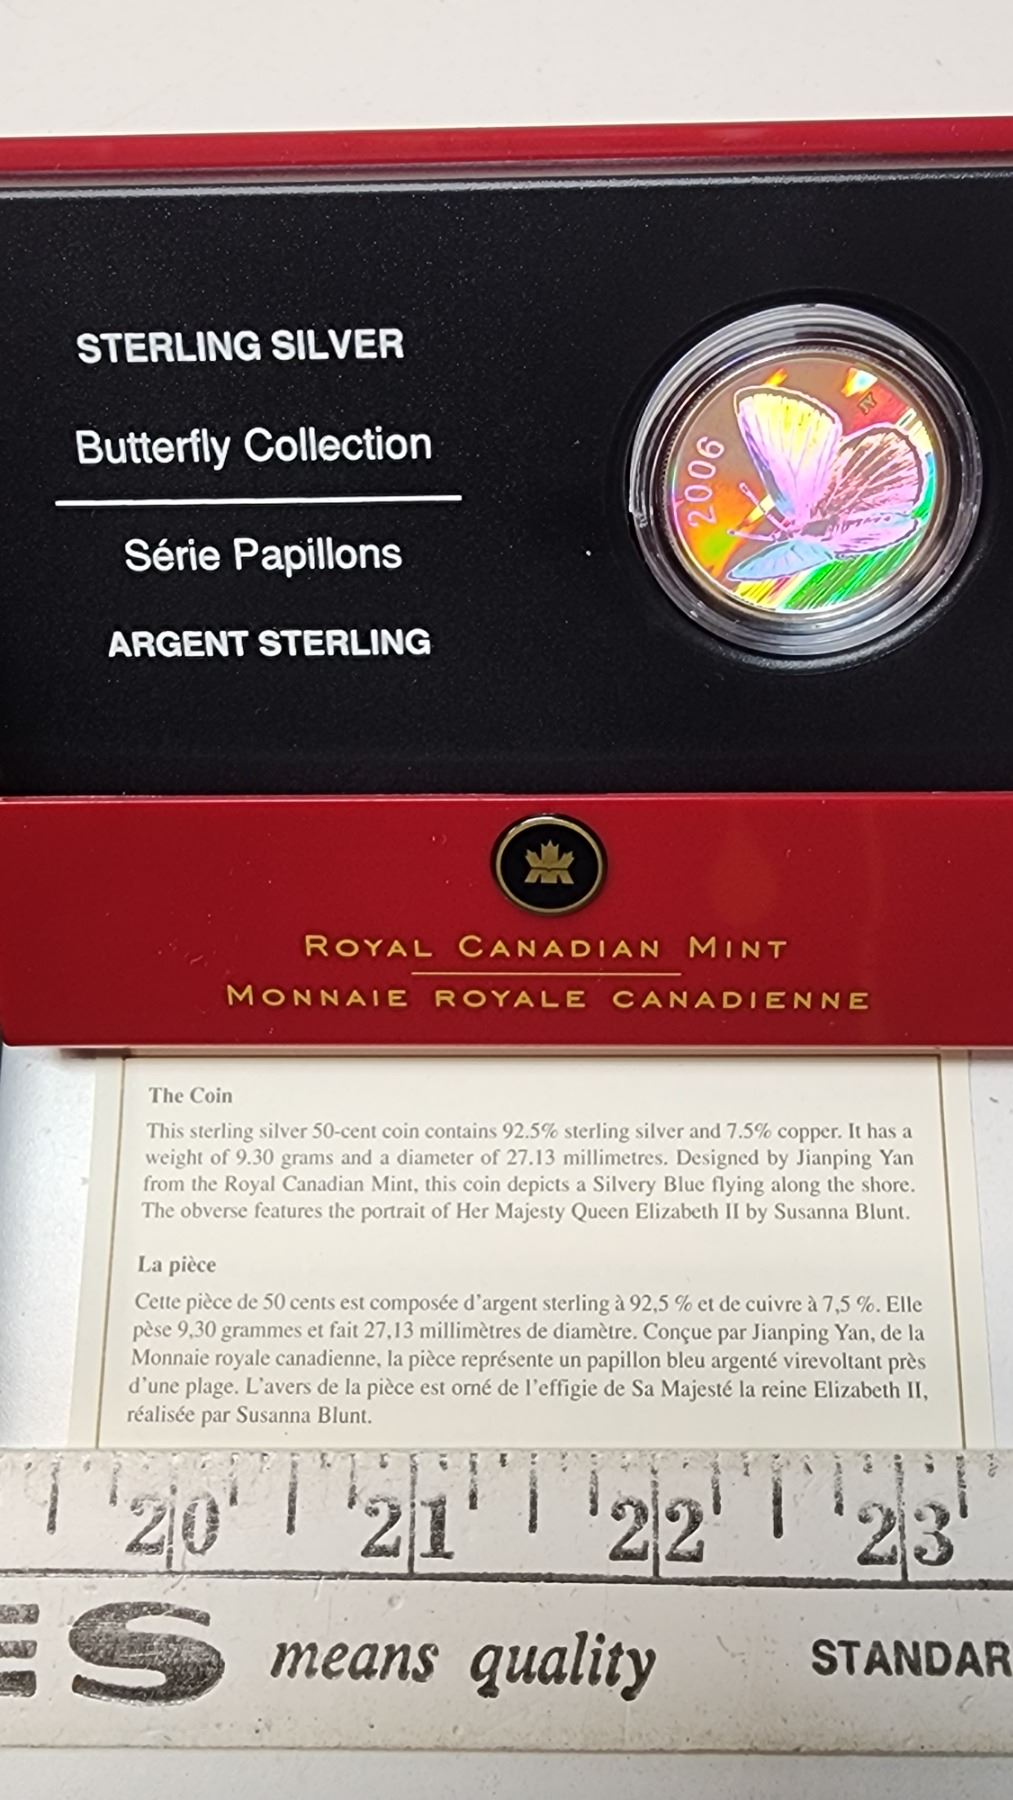 STERLING SILVER
Butterfly Collection
Série Papillons
ARGENT STERLING
2006
JY
ROYAL CANADIAN MINT
MONNAIE ROYALE CANADIENNE
The Coin
This sterling silver 50-cent coin contains 92.5% sterling silver and 7.5% copper. It has a
weight of 9.30 grams and a diameter of 27.13 millimetres. Designed by Jianping Yan
from the Royal Canadian Mint, this coin depicts a Silvery Blue flying along the shore.
The obverse features the portrait of Her Majesty Queen Elizabeth II by Susanna Blunt.
La pièce
Cette pièce de 50 cents est composée d'argent sterling à 92,5 % et de cuivre à 7,5 %. Elle
pèse 9,30 grammes et fait 27,13 millimètres de diamètre. Conçue par Jianping Yan, de la
Monnaie royale canadienne, la pièce représente un papillon bleu argenté virevoltant près
d'une plage. L'avers de la pièce est orné de l'effigie de Sa Majesté la reine Elizabeth II,
réalisée par Susanna Blunt.
20 21 22 23
ES means quality STANDAR